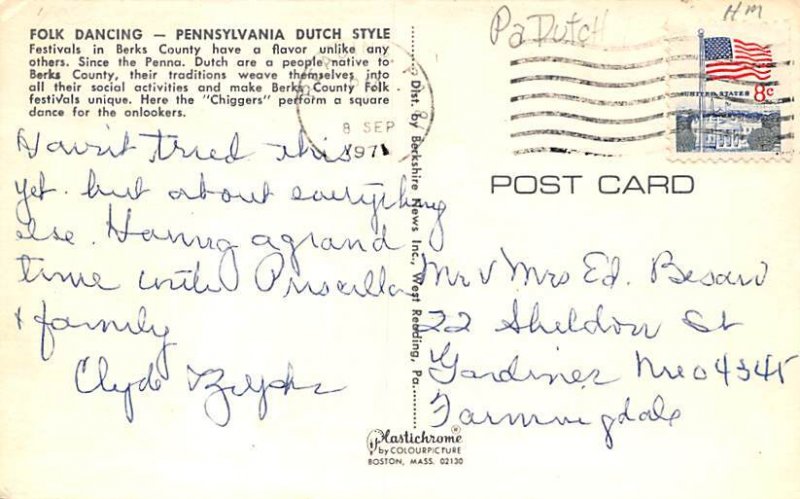 FOLK DANCING — PENNSYLVANIA DUTCH STYLE
Festivals in Berks County have a flavor unlike any
others. Since the Penna. Dutch are a people native to
Berks County, their traditions weave themselves into
all their social activities and make Berks County Folk
festivals unique. Here the "Chiggers" perform a square
dance for the onlookers.
Havn't tried this
yet. but about everything
else. Having a grand
time with Priscilla
& family
Clyde
Dist. by Berkshire News Inc., West Reading, Pa.
Pa Dutch
HM
8 SEP
1971
UNITED STATES 8c
POST CARD
Mr & Mrs Ed.
22 Sheldon St
Gardiner Me 04345
Farmingdale
Plastichrome ®
by COLOURPICTURE
BOSTON, MASS. 02130